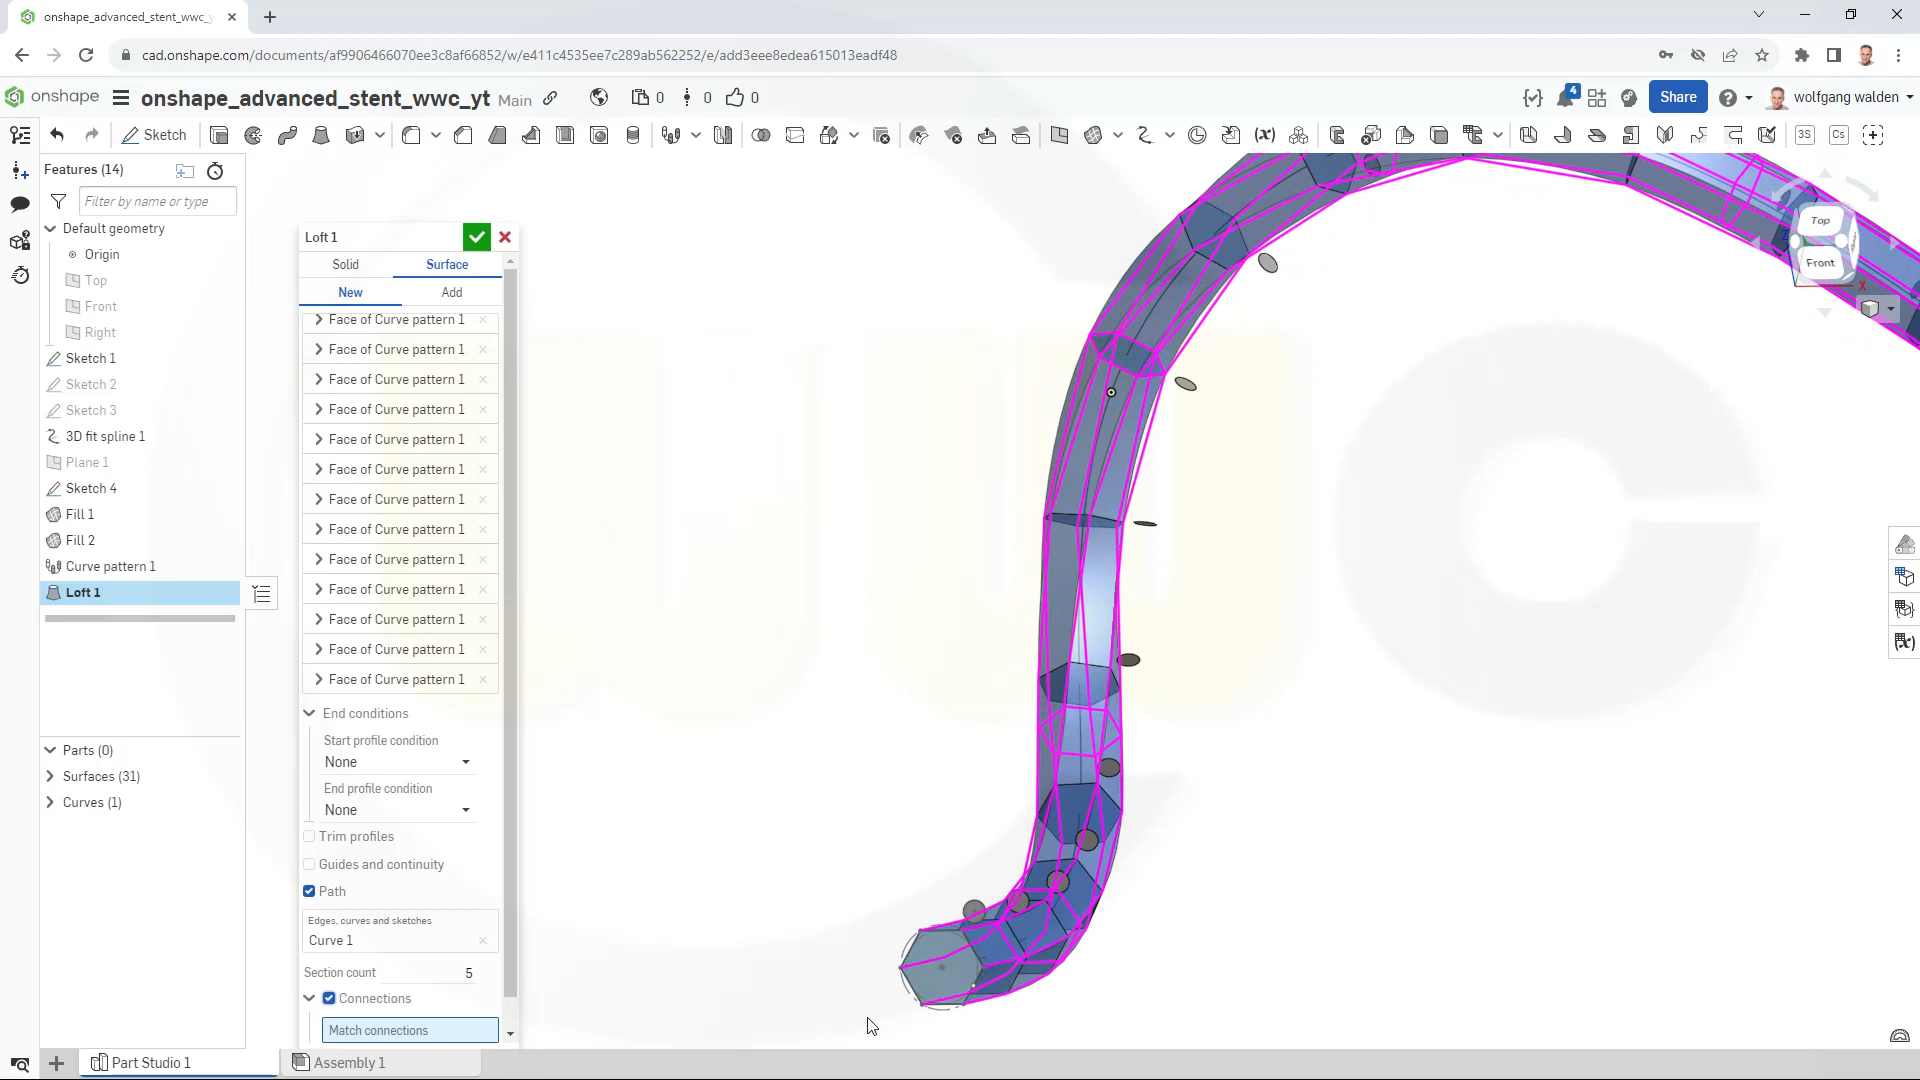 onshape_advanced_stent_wwc_y
cad.onshape.com/documents/af9906466070ee3c8af66852/w/e411c4535ee7c289ab562252/e/add3eee8edea615013eadf48
onshape
onshape_advanced_stent_wwc_yt Main
0
0
0
4
Share
wolfgang walden
Sketch
3S
Cs
Features (14)
Filter by name or type
Default geometry
Origin
Top
Front
Right
Sketch 1
Sketch 2
Sketch 3
3D fit spline 1
Plane 1
Sketch 4
Fill 1
Fill 2
Curve pattern 1
Loft 1
Parts (0)
Surfaces (31)
Curves (1)
Loft 1
Solid
Surface
New
Add
Face of Curve pattern 1
Face of Curve pattern 1
Face of Curve pattern 1
Face of Curve pattern 1
Face of Curve pattern 1
Face of Curve pattern 1
Face of Curve pattern 1
Face of Curve pattern 1
Face of Curve pattern 1
Face of Curve pattern 1
Face of Curve pattern 1
Face of Curve pattern 1
Face of Curve pattern 1
End conditions
Start profile condition
None
End profile condition
None
Trim profiles
Guides and continuity
Path
Edges, curves and sketches
Curve 1
Section count 5
Connections
Match connections
Top
Front
X
Part Studio 1
Assembly 1